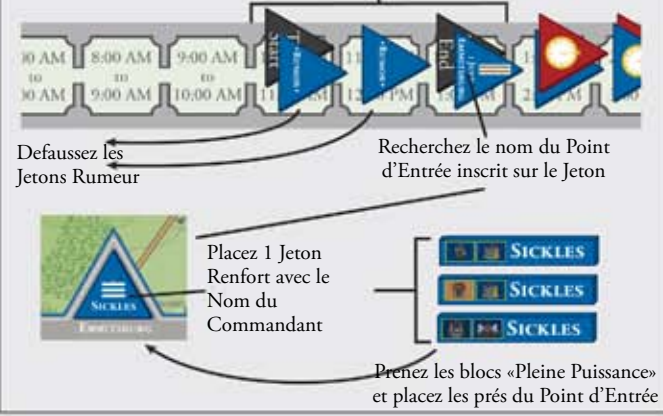 Start
End
8:00 AM
to
9:00 AM
9:00 AM
to
10:00 AM
Defaussez les
Jetons Rumeur
Recherchez le nom du Point
d'Entrée inscrit sur le Jeton
Placez 1 Jeton
Renfort avec le
Nom du
Commandant
SICKLES
EMMITSBURG
SICKLES
SICKLES
SICKLES
Prenez les blocs «Pleine Puissance»
et placez les prés du Point d'Entrée